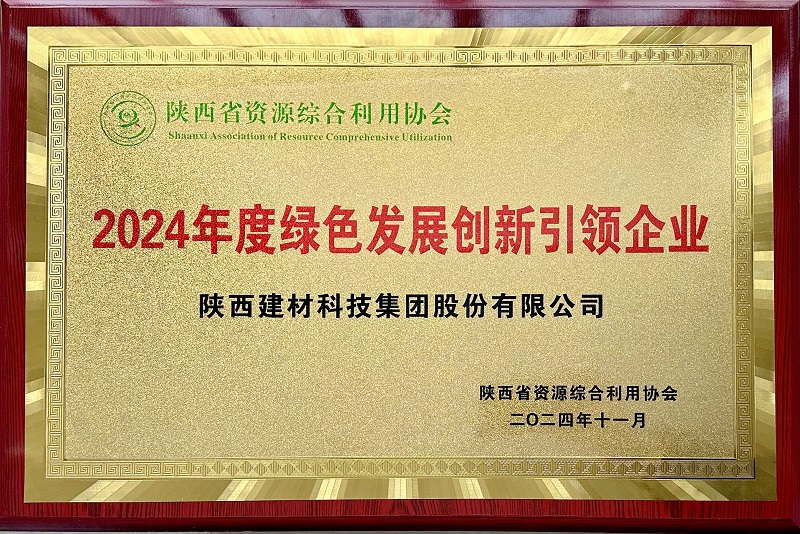 陕西省资源综合利用协会
Shaanxi Association of Resource Comprehensive Utilization
2024年度绿色发展创新引领企业
陕西建材科技集团股份有限公司
陕西省资源综合利用协会
二〇二四年十一月